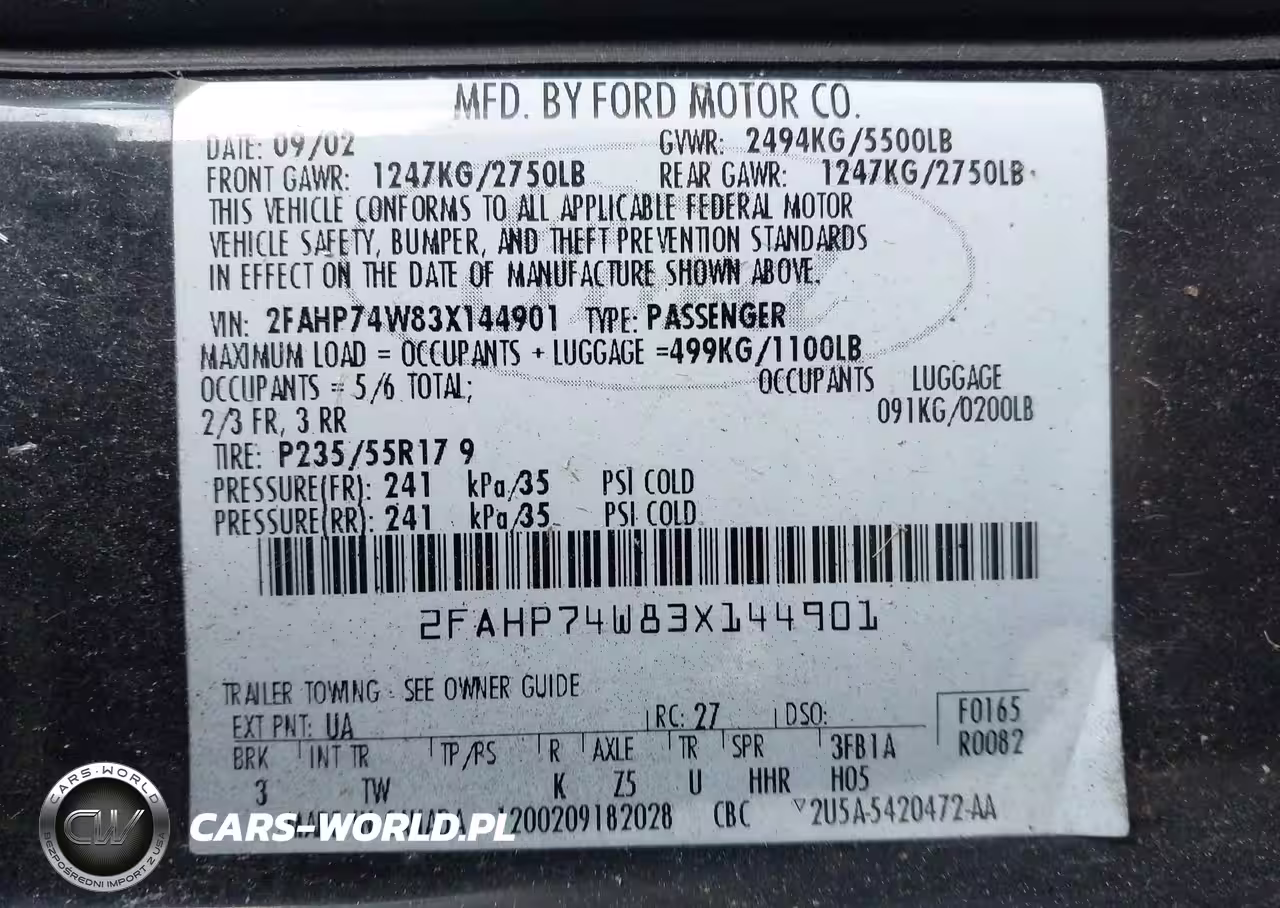 MFD. BY FORD MOTOR CO.
DATE: 09/02 GVWR: 2494KG/5500LB
FRONT GAWR: 1247KG/2750LB REAR GAWR: 1247KG/2750LB
THIS VEHICLE CONFORMS TO ALL APPLICABLE FEDERAL MOTOR
VEHICLE SAFETY, BUMPER, AND THEFT PREVENTION STANDARDS
IN EFFECT ON THE DATE OF MANUFACTURE SHOWN ABOVE.
VIN: 2FAHP74W83X144901 TYPE: PASSENGER
MAXIMUM LOAD = OCCUPANTS + LUGGAGE =499KG/1100LB
OCCUPANTS = 5/6 TOTAL; OCCUPANTS LUGGAGE
2/3 FR, 3 RR 091KG/0200LB
TIRE: P235/55R17 9
PRESSURE(FR): 241 kPa/35 PSI COLD
PRESSURE(RR): 241 kPa/35 PSI COLD
2FAHP74W83X144901
TRAILER TOWING - SEE OWNER GUIDE
EXT PNT: UA RC: 27 DSO: F0165
R0082
BRK INT TR TP/PS R AXLE TR SPR 3FB1A
3 TW K Z5 U HHR H05
1200209182028 CBC 2U5A-5420472-AA
CARS-WORLD.PL
CARS-WORLD
CW
BEZPOŚREDNI IMPORT Z USA